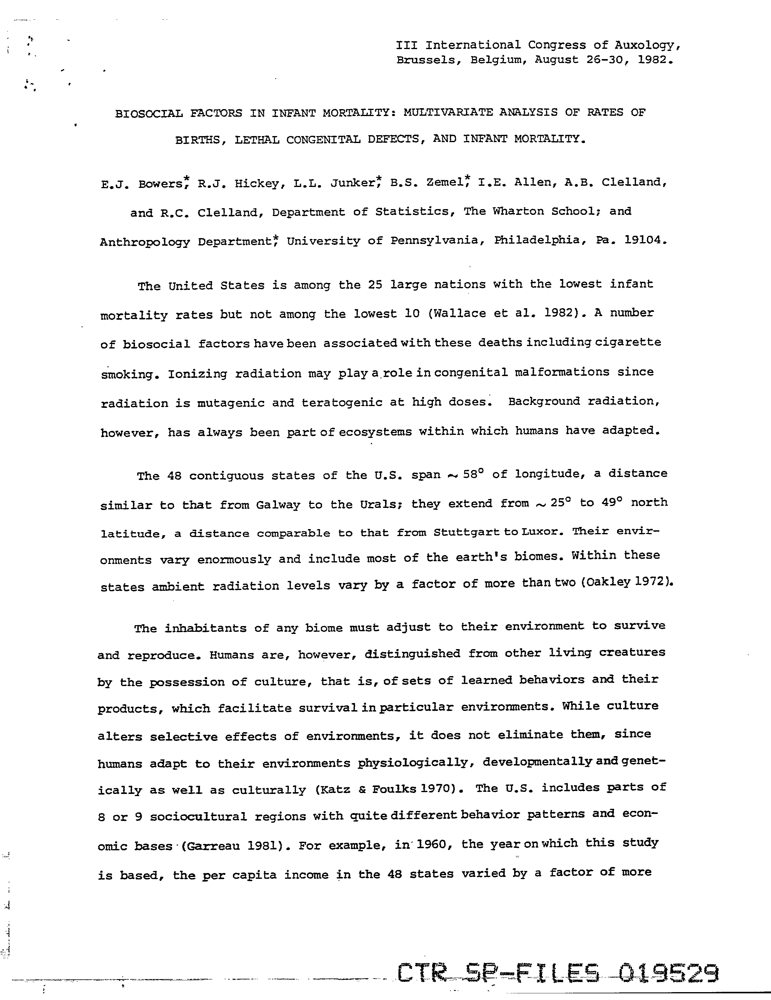 III International Congress of Auxology,
Brussels, Belgium, August 26-30, 1982.
BIOSOCIAL FACTORS IN INFANT MORTALITY: MULTIVARIATE ANALYSIS OF RATES OF
BIRTHS, LETHAL CONGENITAL DEFECTS, AND INFANT MORTALITY.
E.J. Bowers*, R.J. Hickey, L.L. Junker*, B.S. Zemel*, I.E. Allen, A.B. Clelland,
and R.C. Clelland, Department of Statistics, The Wharton School; and
Anthropology Department*, University of Pennsylvania, Philadelphia, Pa. 19104.
The United States is among the 25 large nations with the lowest infant
mortality rates but not among the lowest 10 (Wallace et al. 1982). A number
of biosocial factors have been associated with these deaths including cigarette
smoking. Ionizing radiation may play a role in congenital malformations since
radiation is mutagenic and teratogenic at high doses. Background radiation,
however, has always been part of ecosystems within which humans have adapted.
The 48 contiguous states of the U.S. span ~ 58° of longitude, a distance
similar to that from Galway to the Urals; they extend from ~ 25° to 49° north
latitude, a distance comparable to that from Stuttgart to Luxor. Their envir-
onments vary enormously and include most of the earth's biomes. Within these
states ambient radiation levels vary by a factor of more than two (Oakley 1972).
The inhabitants of any biome must adjust to their environment to survive
and reproduce. Humans are, however, distinguished from other living creatures
by the possession of culture, that is, of sets of learned behaviors and their
products, which facilitate survival in particular environments. While culture
alters selective effects of environments, it does not eliminate them, since
humans adapt to their environments physiologically, developmentally and genet-
ically as well as culturally (Katz & Foulks 1970). The U.S. includes parts of
8 or 9 sociocultural regions with quite different behavior patterns and econ-
omic bases (Garreau 1981). For example, in 1960, the year on which this study
is based, the per capita income in the 48 states varied by a factor of more
CTR SP-FILES 019529